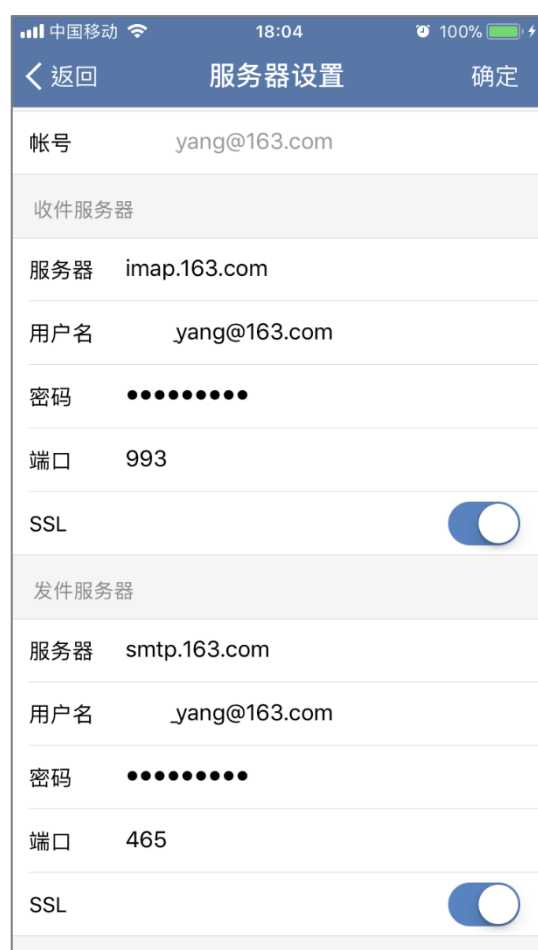 中国移动 18:04 100%
返回 服务器设置 确定
帐号 yang@163.com
收件服务器
服务器 imap.163.com
用户名 _yang@163.com
密码 ●●●●●●●●●
端口 993
SSL
发件服务器
服务器 smtp.163.com
用户名 _yang@163.com
密码 ●●●●●●●●●
端口 465
SSL